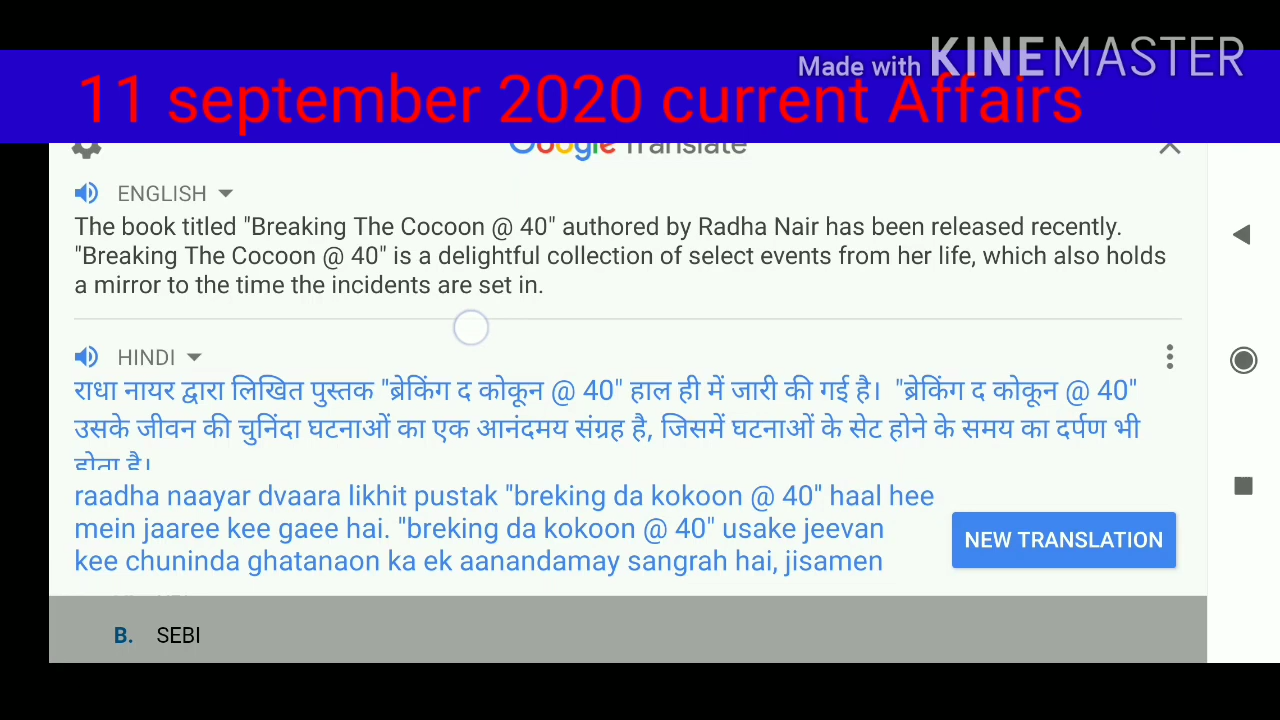 Made with KINEMASTER
11 september 2020 current Affairs
Google Translate
ENGLISH
The book titled "Breaking The Cocoon @ 40" authored by Radha Nair has been released recently.
"Breaking The Cocoon @ 40" is a delightful collection of select events from her life, which also holds
a mirror to the time the incidents are set in.
HINDI
राधा नायर द्वारा लिखित पुस्तक "ब्रेकिंग द कोकून @ 40" हाल ही में जारी की गई है। "ब्रेकिंग द कोकून @ 40"
उसके जीवन की चुनिंदा घटनाओं का एक आनंदमय संग्रह है, जिसमें घटनाओं के सेट होने के समय का दर्पण भी
होता है।
raadha naayar dvaara likhit pustak "breking da kokoon @ 40" haal hee
mein jaaree kee gaee hai. "breking da kokoon @ 40" usake jeevan
kee chuninda ghatanaon ka ek aanandamay sangrah hai, jisamen
NEW TRANSLATION
B. SEBI